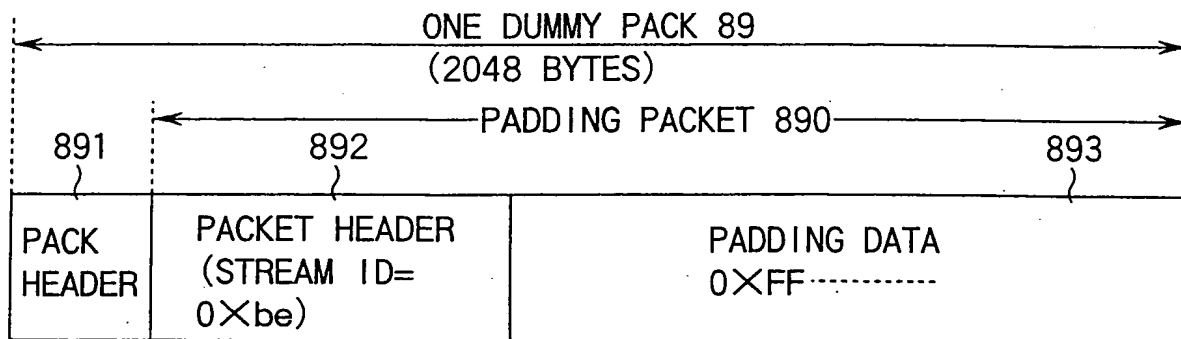 ONE DUMMY PACK 89
(2048 BYTES)
PADDING PACKET 890
891
892
893
PACK
HEADER
PACKET HEADER
(STREAM ID=
0×be)
PADDING DATA
0×FF------------